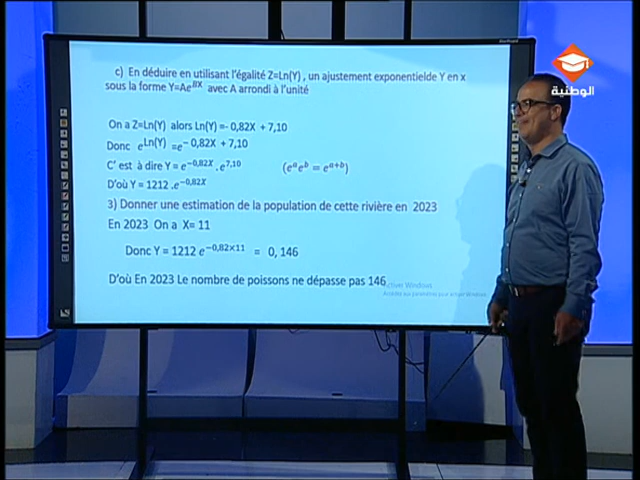 الوطنية
c) En déduire en utilisant l'égalité Z=Ln(Y) , un ajustement exponentielde Y en x
sous la forme Y=Ae^BX avec A arrondi à l'unité
On a Z=Ln(Y) alors Ln(Y) =- 0,82X + 7,10
Donc e^Ln(Y) =e^- 0,82X + 7,10
C' est à dire Y = e^−0,82X .e^7,10 (e^a e^b = e^a+b)
D'où Y = 1212 .e^−0,82X
3) Donner une estimation de la population de cette rivière en 2023
En 2023 On a X= 11
Donc Y = 1212 e^−0,82×11 = 0, 146
D'où En 2023 Le nombre de poissons ne dépasse pas 146
Activer Windows